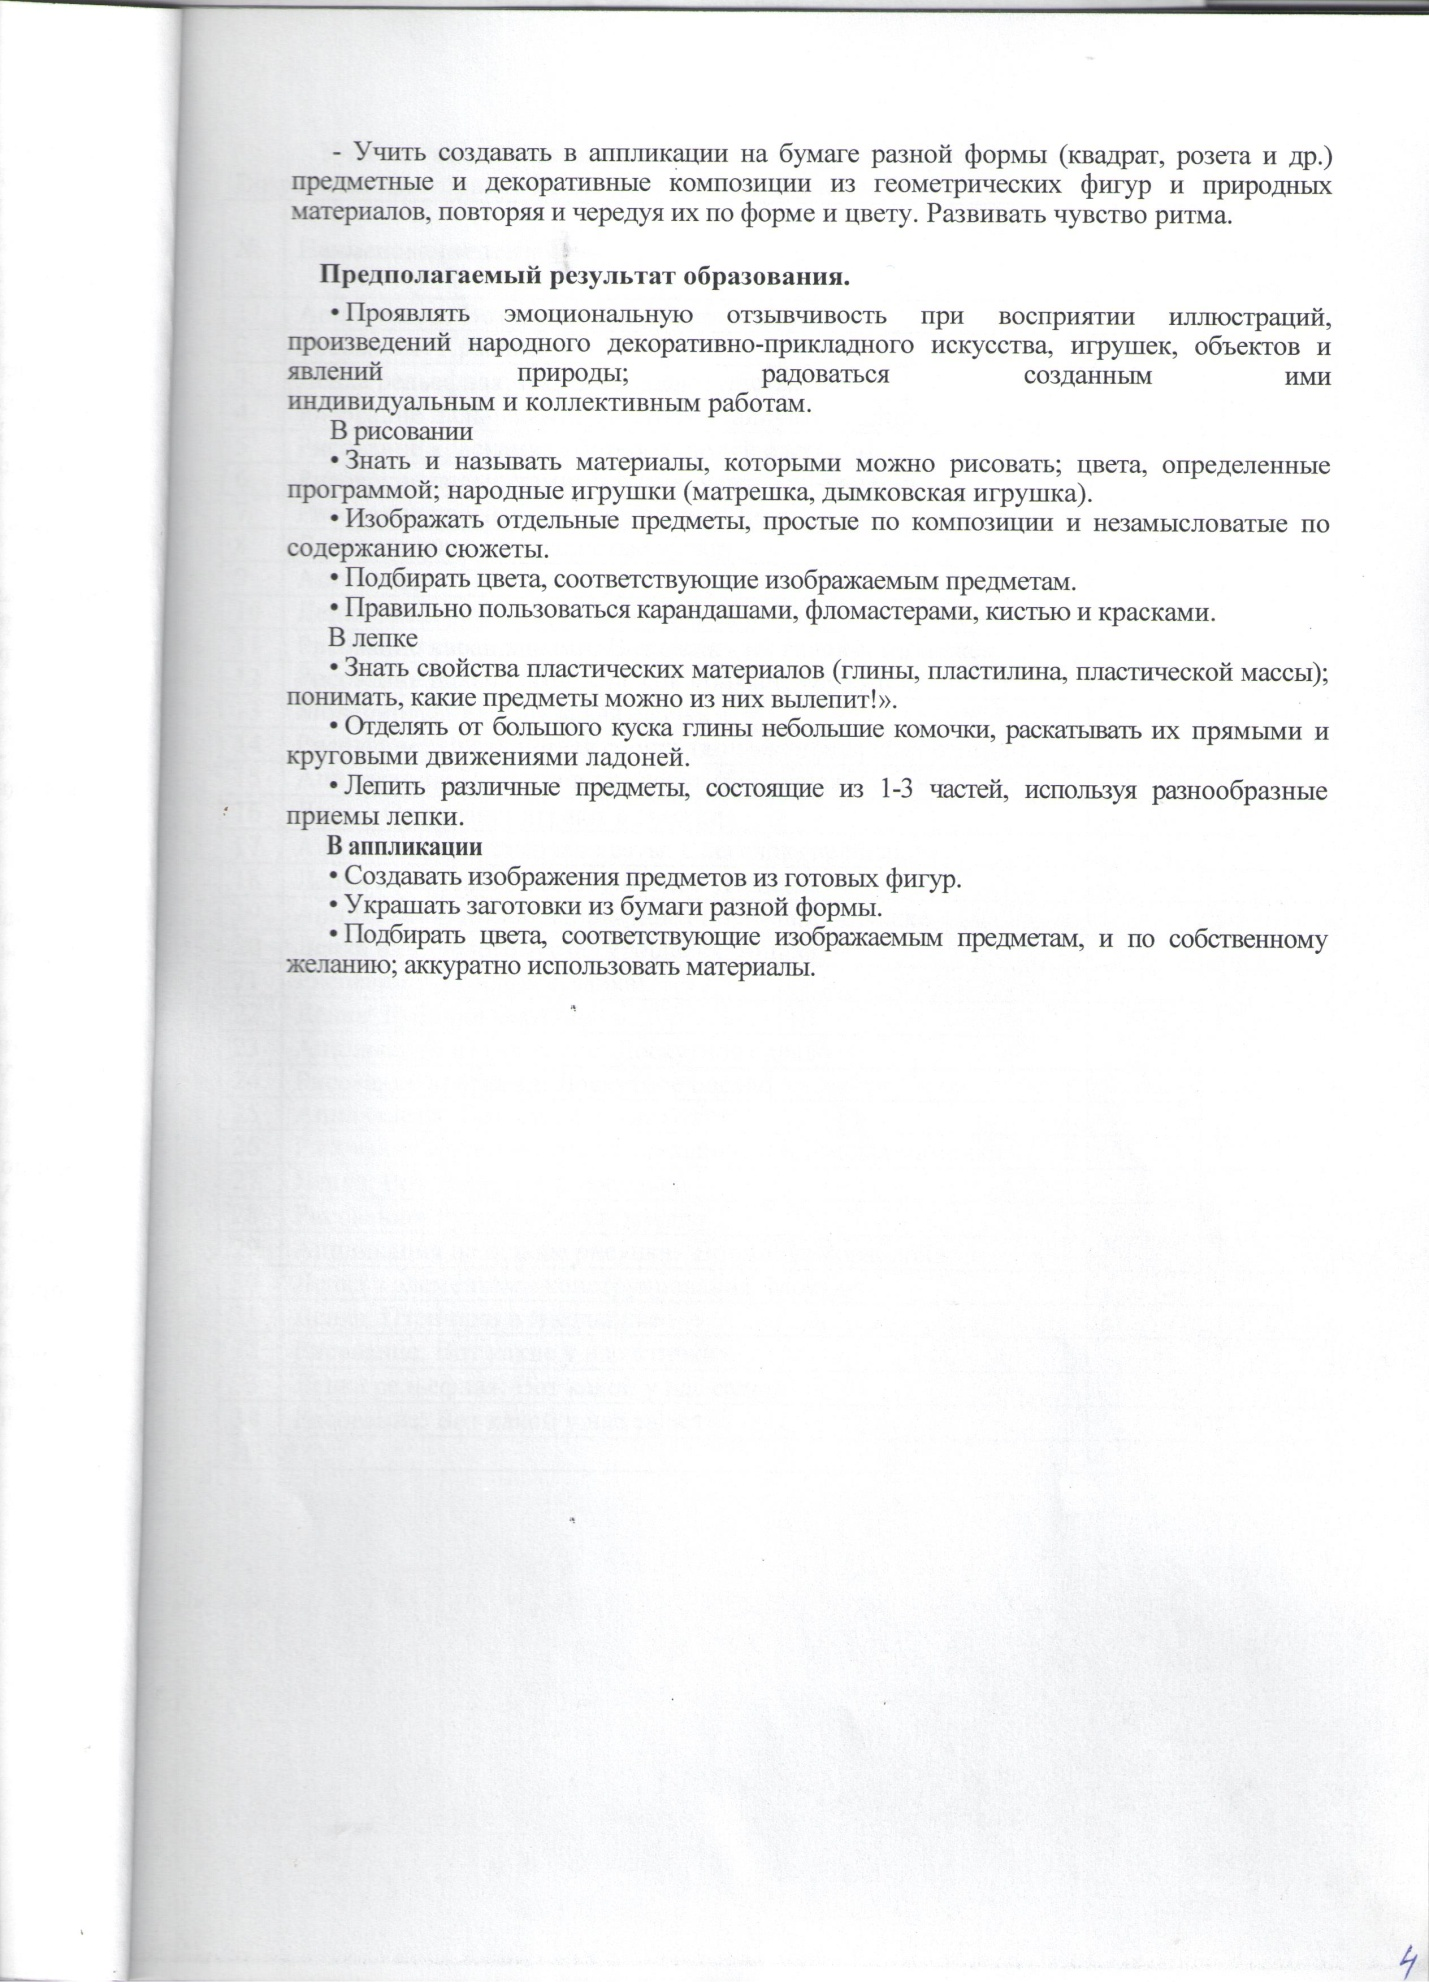 - Учить создавать в аппликации на бумаге разной формы (квадрат, розета и др.)
предметные и декоративные композиции из геометрических фигур и природных
материалов, повторяя и чередуя их по форме и цвету. Развивать чувство ритма.
Предполагаемый результат образования.
• Проявлять эмоциональную отзывчивость при восприятии иллюстраций,
произведений народного декоративно-прикладного искусства, игрушек, объектов и
явлений природы; радоваться созданным ими
индивидуальным и коллективным работам.
В рисовании
• Знать и называть материалы, которыми можно рисовать; цвета, определенные
программой; народные игрушки (матрешка, дымковская игрушка).
• Изображать отдельные предметы, простые по композиции и незамысловатые по
содержанию сюжеты.
• Подбирать цвета, соответствующие изображаемым предметам.
• Правильно пользоваться карандашами, фломастерами, кистью и красками.
В лепке
• Знать свойства пластических материалов (глины, пластилина, пластической массы);
понимать, какие предметы можно из них вылепит!».
• Отделять от большого куска глины небольшие комочки, раскатывать их прямыми и
круговыми движениями ладоней.
• Лепить различные предметы, состоящие из 1-3 частей, используя разнообразные
приемы лепки.
В аппликации
• Создавать изображения предметов из готовых фигур.
• Украшать заготовки из бумаги разной формы.
• Подбирать цвета, соответствующие изображаемым предметам, и по собственному
желанию; аккуратно использовать материалы.
4